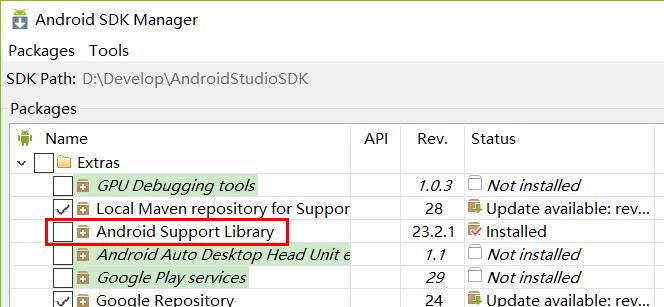 Android SDK Manager
Packages Tools
SDK Path: D:\Develop\AndroidStudioSDK
Packages
Name API Rev. Status
Extras
GPU Debugging tools 1.0.3 Not installed
Local Maven repository for Suppor 28 Update available: rev...
Android Support Library 23.2.1 Installed
Android Auto Desktop Head Unit e 1.1 Not installed
Google Play services 29 Not installed
Google Repository 24 Update available: rev...